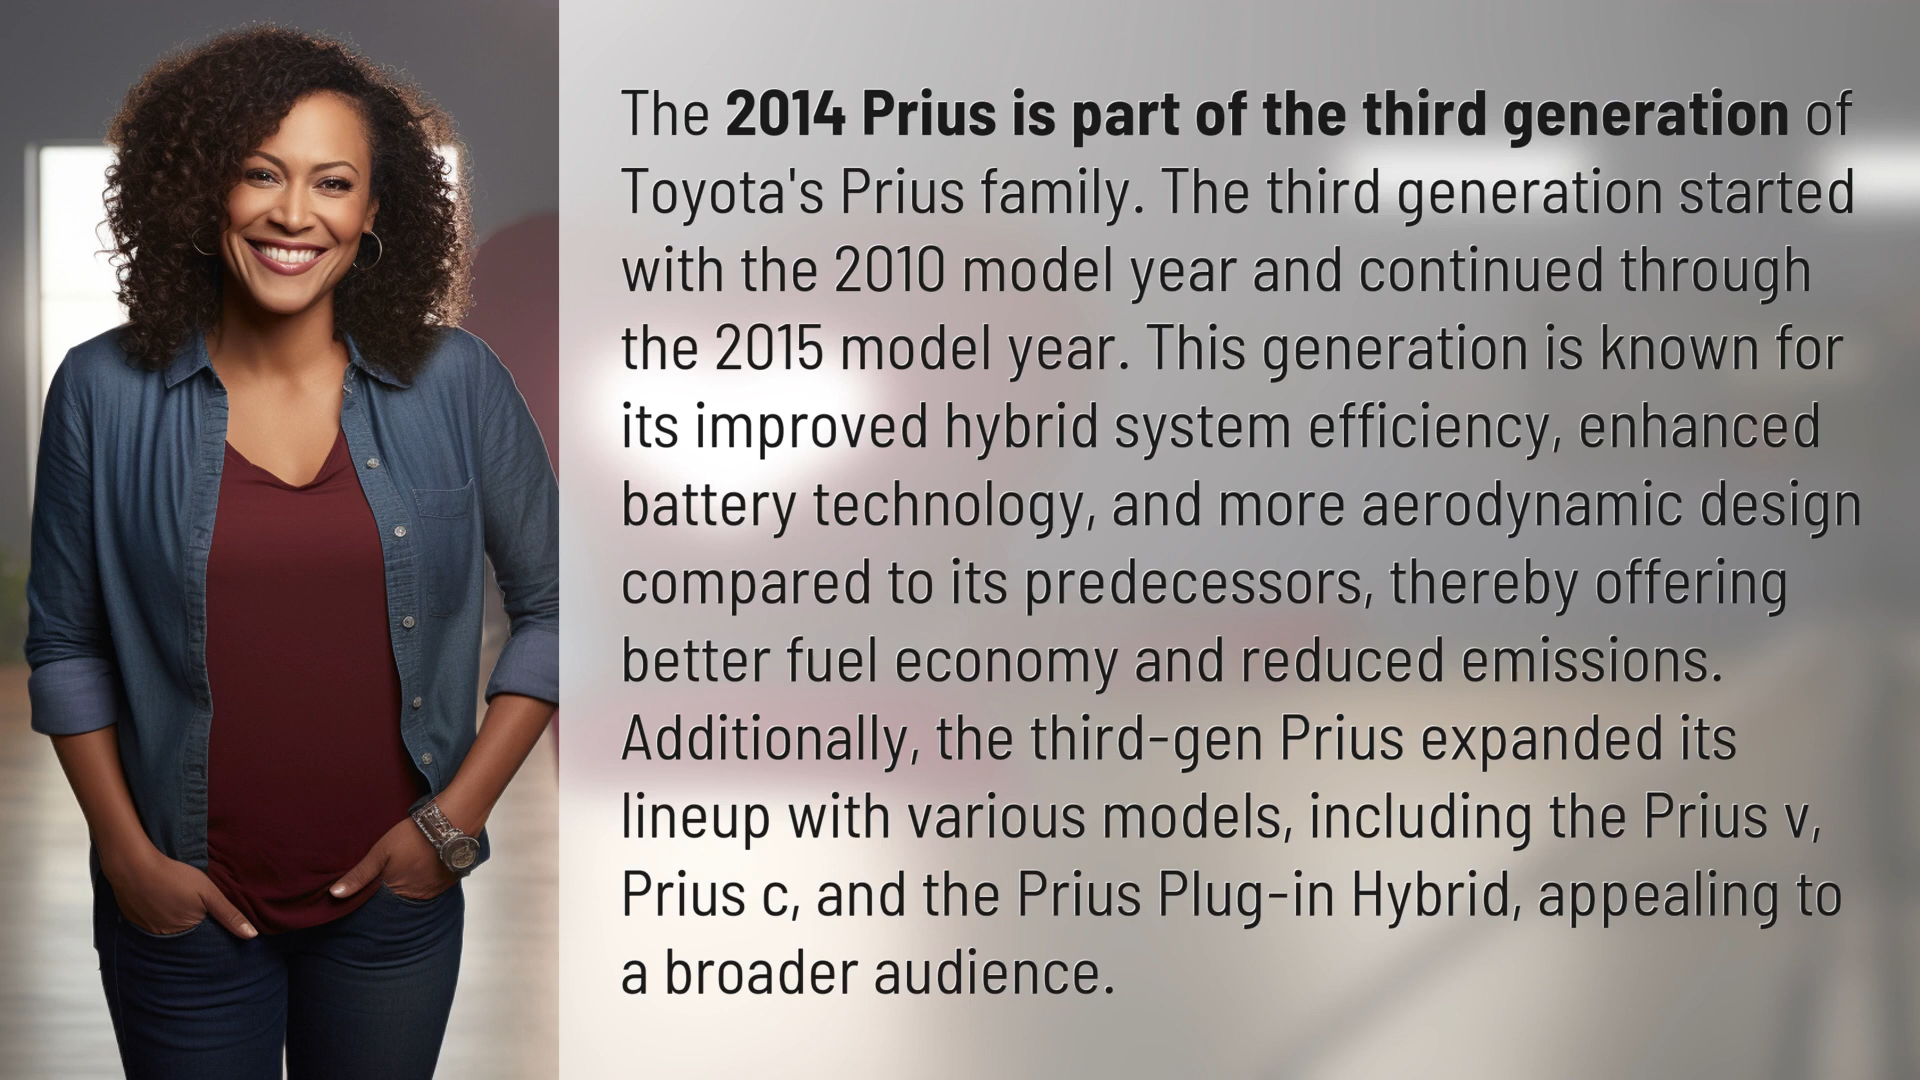 The 2014 Prius is part of the third generation of
Toyota's Prius family. The third generation started
with the 2010 model year and continued through
the 2015 model year. This generation is known for
its improved hybrid system efficiency, enhanced
battery technology, and more aerodynamic design
compared to its predecessors, thereby offering
better fuel economy and reduced emissions.
Additionally, the third-gen Prius expanded its
lineup with various models, including the Prius v,
Prius c, and the Prius Plug-in Hybrid, appealing to
a broader audience.